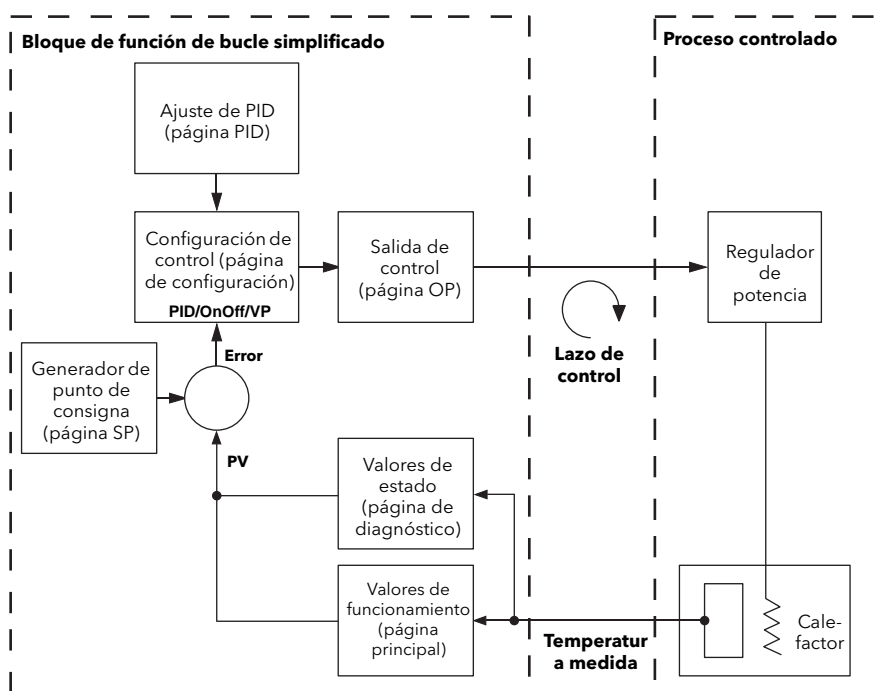 Bloque de función de bucle simplificado
Proceso controlado
Ajuste de PID
(página PID)
Configuración de
control (página
de configuración)
PID/OnOff/VP
Salida de
control
(página OP)
Regulador
de
potencia
Lazo de
control
Error
Generador de
punto de
consigna
(página SP)
PV
Valores de
estado
(página de
diagnóstico)
Valores de
funcionamiento
(página
principal)
Temperatur
a medida
Cale-
factor